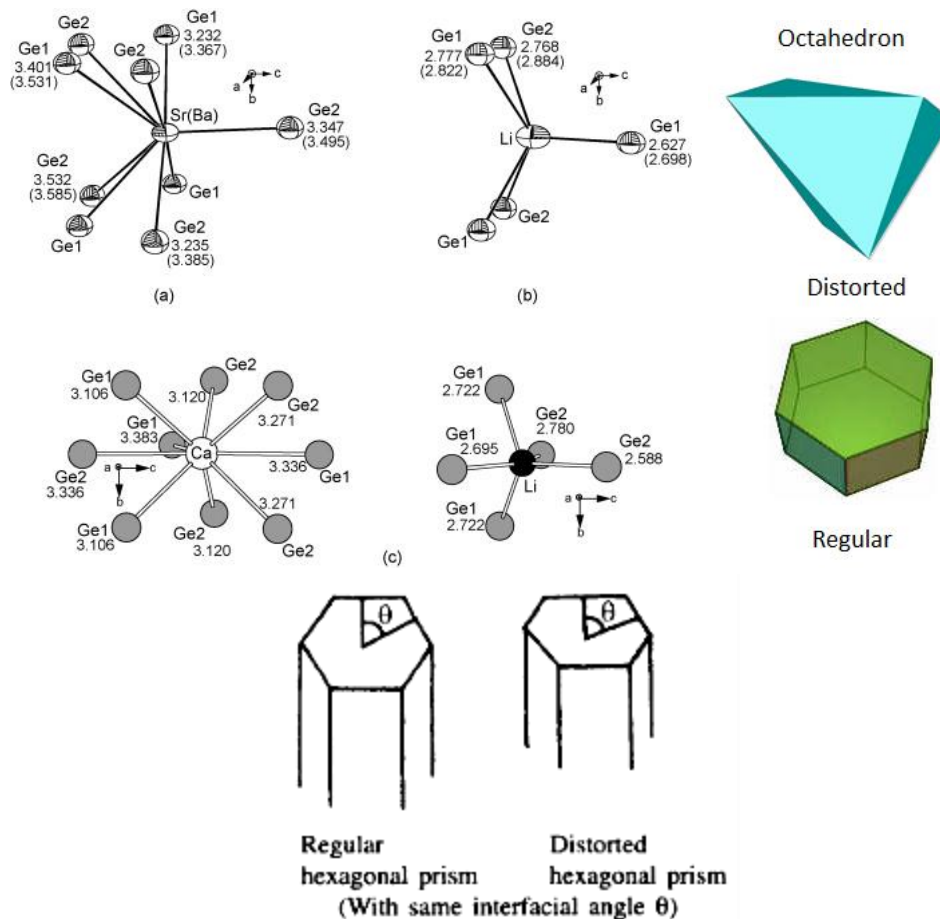 Ge1
3.232
(3.367)
Ge2
Ge1
3.401
(3.531)
Ge2
a
c
b
Sr(Ba)
Ge2
3.347
(3.495)
Ge2
3.532
(3.585)
Ge1
Ge1
Ge2
3.235
(3.385)
(a)
Ge1
2.777
(2.822)
Ge2
2.768
(2.884)
a
c
b
Li
Ge1
2.627
(2.698)
Ge2
Ge1
(b)
Octahedron
Distorted
Ge1
3.106
Ge2
3.120
Ge2
3.271
Ge1
3.383
Ca
Ge2
3.336
a
c
b
3.336
Ge1
3.271
Ge1
3.106
Ge2
3.120
Ge2
(c)
Ge1
2.722
Ge2
2.780
Ge1
2.695
Ge2
2.588
Li
a
c
b
Ge1
2.722
Regular
θ
θ
Regular
hexagonal prism
Distorted
hexagonal prism
(With same interfacial angle θ)